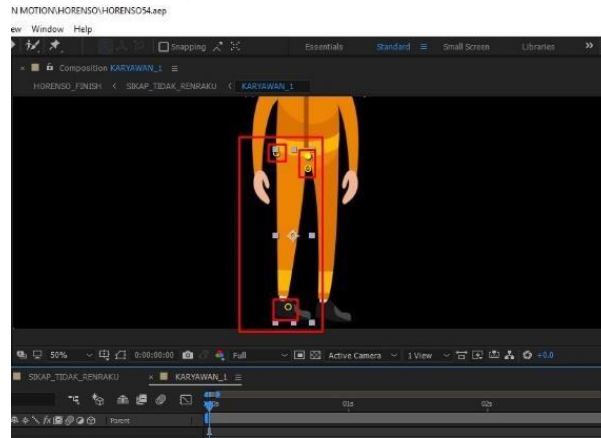 N MOTION\HORENSO\HORENSO54.aep
ew Window Help
Snapping Essentials Standard Small Screen Libraries »
× Composition KARYAWAN_1
HORENSO_FINISH < SIKAP_TIDAK_RENRAKU < KARYAWAN_1
50% 0:00:00:00 Full Active Camera 1 View +0.0
SIKAP_TIDAK_RENRAKU × KARYAWAN_1
01s 02s
Parent